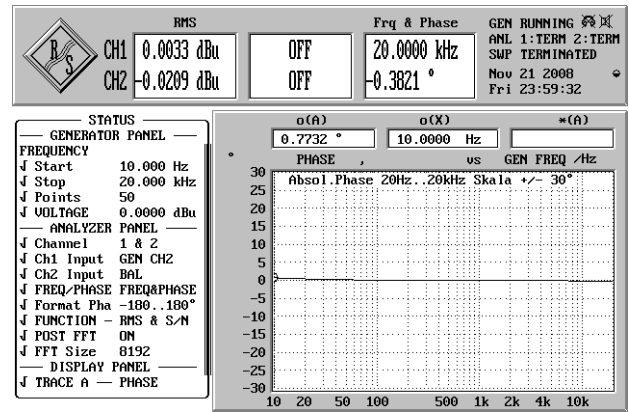 RMS Frq & Phase GEN RUNNING
R&S CH1 0.0033 dBu OFF 20.0000 kHz ANL 1:TERM 2:TERM
SWP TERMINATED
CH2 -0.0209 dBu OFF -0.3821 ° Nov 21 2008
Fri 23:59:32
STATUS
GENERATOR PANEL
FREQUENCY
Start 10.000 Hz
Stop 20.000 kHz
Points 50
VOLTAGE 0.0000 dBu
ANALYZER PANEL
Channel 1 & 2
Ch1 Input GEN CH2
Ch2 Input BAL
FREQ/PHASE FREQ&PHASE
Format Pha -180..180°
FUNCTION - RMS & S/N
POST FFT ON
FFT Size 8192
DISPLAY PANEL
TRACE A — PHASE
o(A) o(X) *(A)
0.7732 ° 10.0000 Hz
° PHASE , vs GEN FREQ /Hz
Absol.Phase 20Hz..20kHz Skala +/- 30°
30
25
20
15
10
5
0
-5
-10
-15
-20
-25
-30
10 20 50 100 500 1k 2k 4k 10k